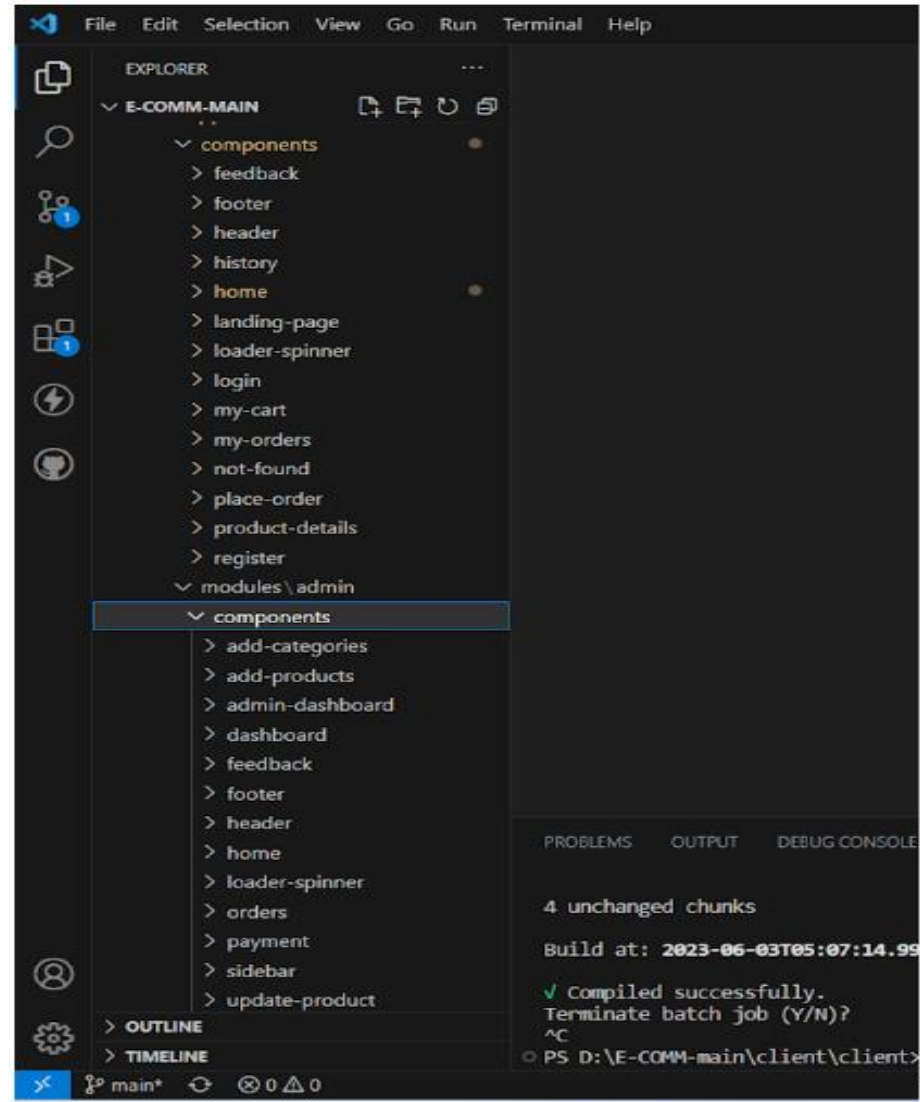 File Edit Selection View Go Run Terminal Help
EXPLORER
E-COMM-MAIN
components
feedback
footer
header
history
home
landing-page
loader-spinner
login
my-cart
my-orders
not-found
place-order
product-details
register
modules\admin
components
add-categories
add-products
admin-dashboard
dashboard
feedback
footer
header
home
loader-spinner
orders
payment
sidebar
update-product
OUTLINE
TIMELINE
1
1
PROBLEMS OUTPUT DEBUG CONSOLE
4 unchanged chunks
Build at: 2023-06-03T05:07:14.99
√ Compiled successfully.
Terminate batch job (Y/N)?
^C
PS D:\E-COMM-main\client\client>
main* 0 0